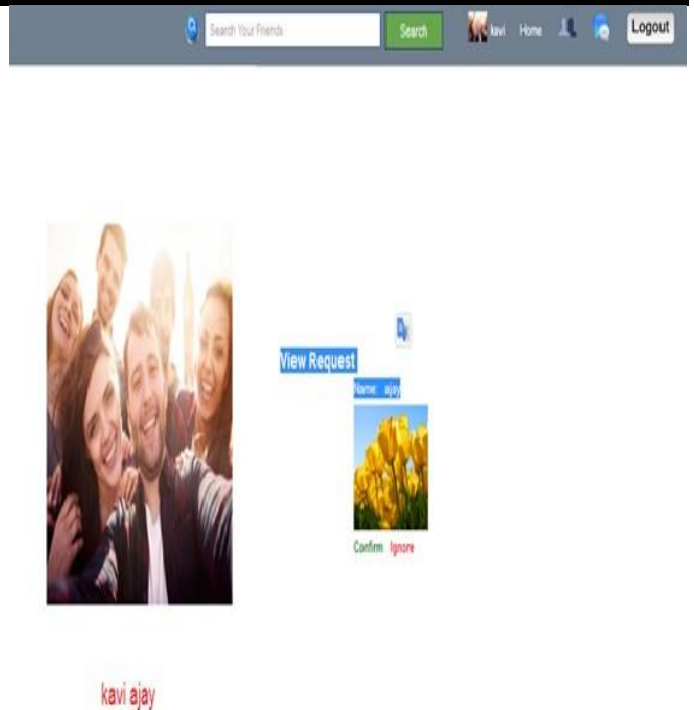 Search Your Friends Search kavi Home Logout
View Request
Name: ajay
Confirm Ignore
kavi ajay